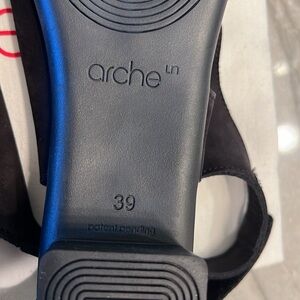 arche LN
39
patent pending